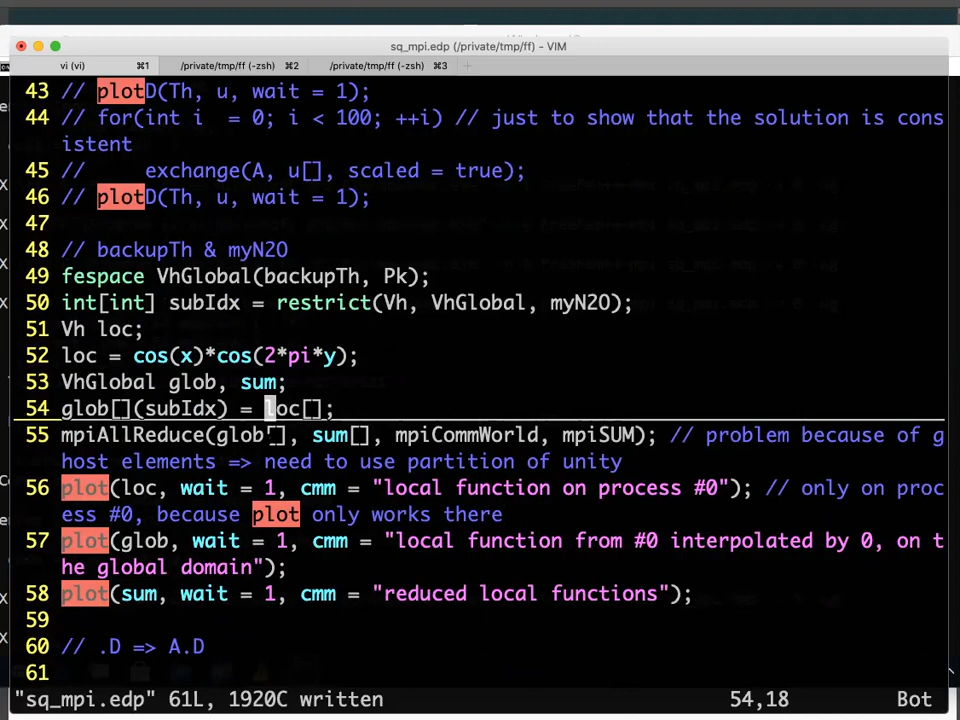 sq_mpi.edp (/private/tmp/ff) - VIM
vi (vi) ⌘1 /private/tmp/ff (-zsh) ⌘2 /private/tmp/ff (-zsh) ⌘3 +
43 // plotD(Th, u, wait = 1);
44 // for(int i  = 0; i < 100; ++i) // just to show that the solution is cons
istent
45 //     exchange(A, u[], scaled = true);
46 // plotD(Th, u, wait = 1);
47
48 // backupTh & myN2O
49 fespace VhGlobal(backupTh, Pk);
50 int[int] subIdx = restrict(Vh, VhGlobal, myN2O);
51 Vh loc;
52 loc = cos(x)*cos(2*pi*y);
53 VhGlobal glob, sum;
54 glob[](subIdx) = loc[];
55 mpiAllReduce(glob[], sum[], mpiCommWorld, mpiSUM); // problem because of g
host elements => need to use partition of unity
56 plot(loc, wait = 1, cmm = "local function on process #0"); // only on proc
ess #0, because plot only works there
57 plot(glob, wait = 1, cmm = "local function from #0 interpolated by 0, on t
he global domain");
58 plot(sum, wait = 1, cmm = "reduced local functions");
59
60 // .D => A.D
61
"sq_mpi.edp" 61L, 1920C written 54,18 Bot